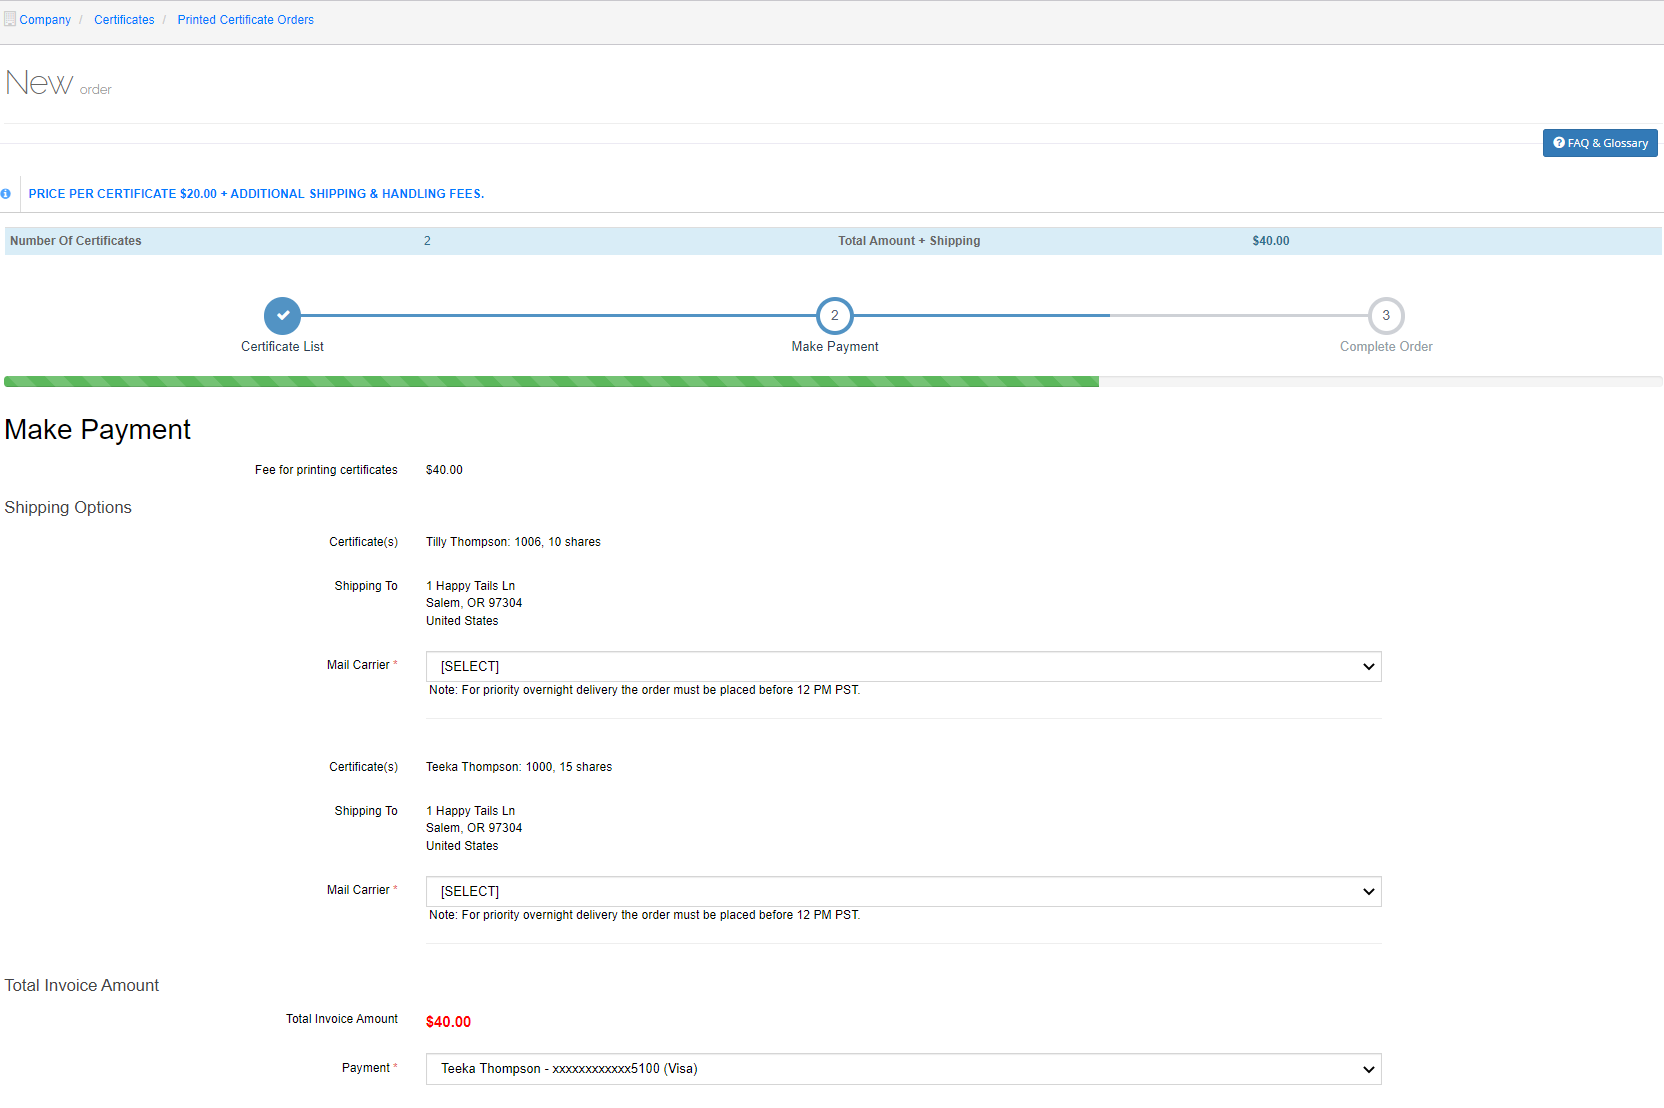 Company / Certificates / Printed Certificate Orders
New order
FAQ & Glossary
PRICE PER CERTIFICATE $20.00 + ADDITIONAL SHIPPING & HANDLING FEES.
Number Of Certificates 2 Total Amount + Shipping $40.00
2 3
Certificate List Make Payment Complete Order
Make Payment
Fee for printing certificates $40.00
Shipping Options
Certificate(s) Tilly Thompson: 1006, 10 shares
Shipping To 1 Happy Tails Ln
Salem, OR 97304
United States
Mail Carrier * [SELECT]
Note: For priority overnight delivery the order must be placed before 12 PM PST.
Certificate(s) Teeka Thompson: 1000, 15 shares
Shipping To 1 Happy Tails Ln
Salem, OR 97304
United States
Mail Carrier * [SELECT]
Note: For priority overnight delivery the order must be placed before 12 PM PST.
Total Invoice Amount
Total Invoice Amount $40.00
Payment * Teeka Thompson - xxxxxxxxxxxx5100 (Visa)